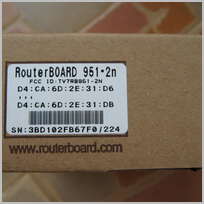 RouterBOARD 951-2n
FCC ID:TV7RB951-2N
D4:CA:6D:2E:31:D6
...
D4:CA:6D:2E:31:DB
SN:3BD102FB67F0/224
routerboard.com